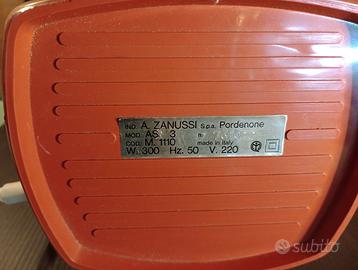 IND. A. ZANUSSI s.p.a. Pordenone
MOD. AS 3 n.
COD. M. 1110 made in Italy
W. 300 Hz. 50 V. 220
subito